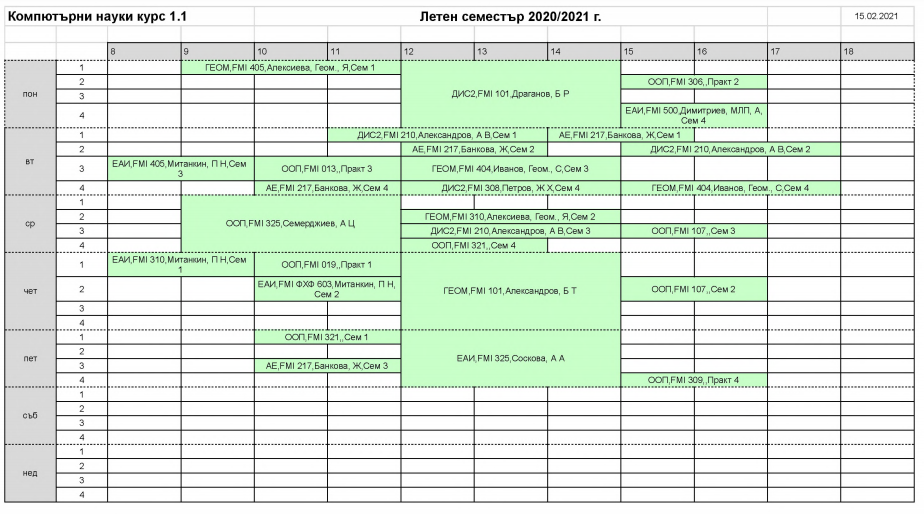 Компютърни науки курс 1.1 Летен семестър 2020/2021 г. 15.02.2021
8 9 10 11 12 13 14 15 16 17 18
пон
1 ГЕОМ,FMI 405,Алексиева, Геом., Я,Сем 1
ДИС2,FMI 101,Драганов, Б Р
2 ООП,FMI 306,,Практ 2
3
4 ЕАИ,FMI 500,Димитриев, МЛП, А,
Сем 4
вт
1 ДИС2,FMI 210,Александров, А В,Сем 1 АЕ,FMI 217,Банкова, Ж,Сем 1
2 АЕ,FMI 217,Банкова, Ж,Сем 2 ДИС2,FMI 210,Александров, А В,Сем 2
3 ЕАИ,FMI 405,Митанкин, П Н,Сем
3
ООП,FMI 013,,Практ 3 ГЕОМ,FMI 404,Иванов, Геом., С,Сем 3
4 АЕ,FMI 217,Банкова, Ж,Сем 4 ДИС2,FMI 308,Петров, Ж Х,Сем 4 ГЕОМ,FMI 404,Иванов, Геом., С,Сем 4
ср
1
ООП,FMI 325,Семерджиев, А Ц
2 ГЕОМ,FMI 310,Алексиева, Геом., Я,Сем 2
3 ДИС2,FMI 210,Александров, А В,Сем 3 ООП,FMI 107,,Сем 3
4 ООП,FMI 321,,Сем 4
чет
1 ЕАИ,FMI 310,Митанкин, П Н,Сем
1
ООП,FMI 019,,Практ 1
ГЕОМ,FMI 101,Александров, Б Т
2 ЕАИ,FMI ФХФ 603,Митанкин, П Н,
Сем 2
ООП,FMI 107,,Сем 2
3
4
пет
1 ООП,FMI 321,,Сем 1
ЕАИ,FMI 325,Соскова, А А
2
3 АЕ,FMI 217,Банкова, Ж,Сем 3
4 ООП,FMI 309,,Практ 4
съб
1
2
3
4
нед
1
2
3
4